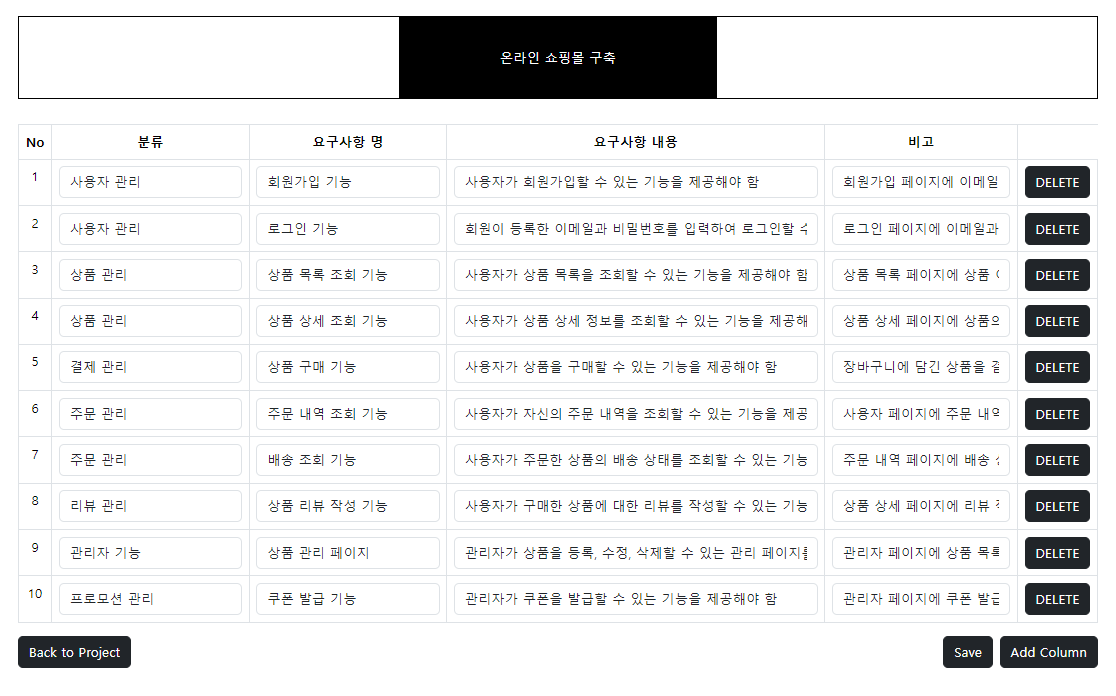 온라인 쇼핑몰 구축
No 분류 요구사항 명 요구사항 내용 비고
1 사용자 관리 회원가입 기능 사용자가 회원가입할 수 있는 기능을 제공해야 함 회원가입 페이지에 이메일 DELETE
2 사용자 관리 로그인 기능 회원이 등록한 이메일과 비밀번호를 입력하여 로그인할 DELETE 로그인 페이지에 이메일과
3 상품 관리 상품 목록 조회 기능 사용자가 상품 목록을 조회할 수 있는 기능을 제공해야 함 상품 목록 페이지에 상품 DELETE
4 상품 관리 상품 상세 조회 기능 사용자가 상품 상세 정보를 조회할 수 있는 기능을 제공해 상품 상세 페이지에 상품의 DELETE
5 결제 관리 상품 구매 기능 사용자가 상품을 구매할 수 있는 기능을 제공해야 함 장바구니에 담긴 상품을 DELETE
6 주문 관리 주문 내역 조회 기능 사용자가 자신의 주문 내역을 조회할 수 있는 기능을 제공 사용자 페이지에 주문 내역 DELETE
7 주문 관리 배송 조회 기능 사용자가 주문한 상품의 배송 상태를 조회할 수 있는 기능 주문 내역 페이지에 배송 DELETE
8 리뷰 관리 상품 리뷰 작성 기능 사용자가 구매한 상품에 대한 리뷰를 작성할 수 있는 기능 상품 상세 페이지에 리뷰 DELETE
9 관리자 기능 상품 관리 페이지 관리자가 상품을 등록, 수정, 삭제할 수 있는 관리 페이지를 관리자 페이지에 상품 목록 DELETE
10 프로모션 관리 쿠폰 발급 기능 관리자가 쿠폰을 발급할 수 있는 기능을 제공해야 함 관리자 페이지에 쿠폰 발급 DELETE
Back to Project Save Add Column